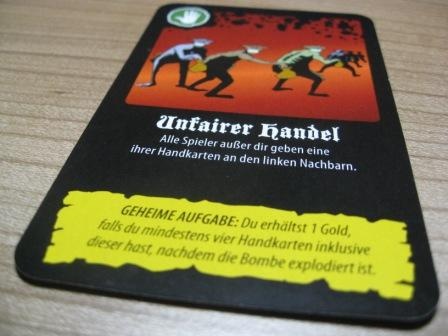 Unfairer Handel
Alle Spieler außer dir geben eine
ihrer Handkarten an den linken Nachbarn.
GEHEIME AUFGABE: Du erhältst 1 Gold,
falls du mindestens vier Handkarten inklusive
dieser hast, nachdem die Bombe explodiert ist.